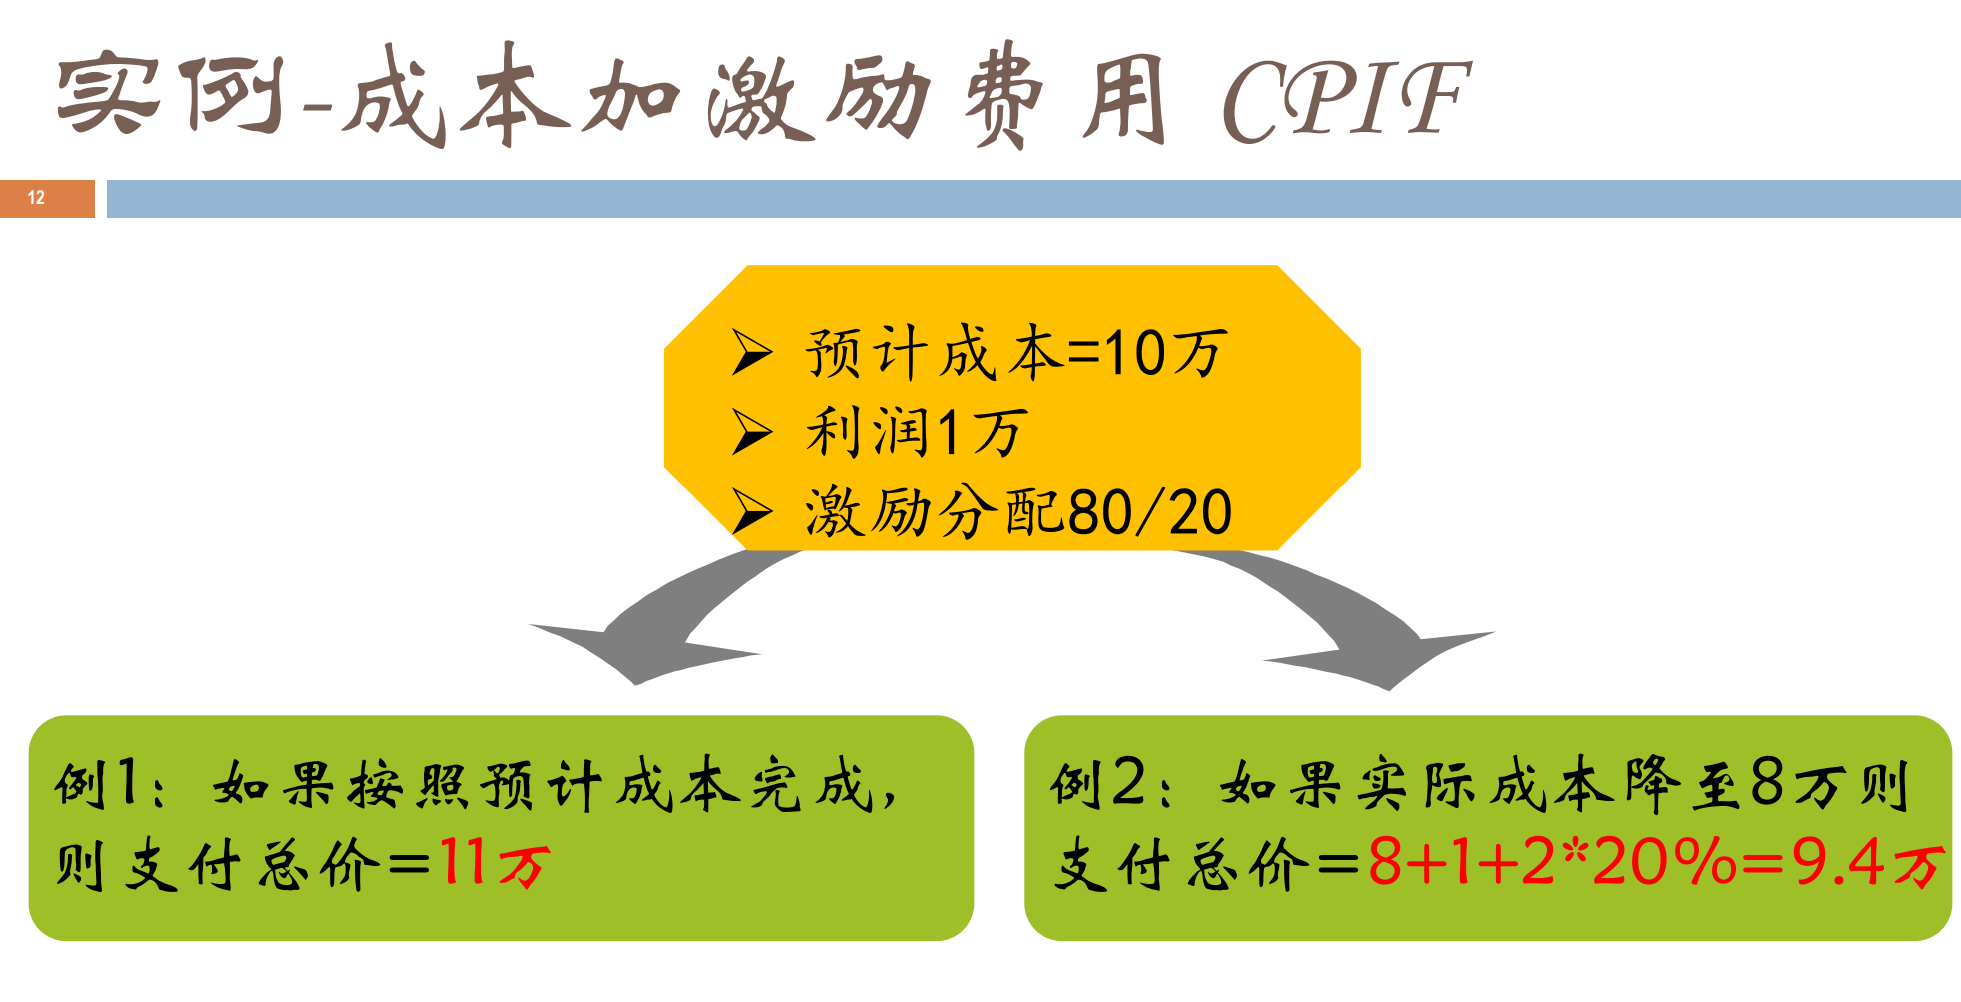 实例-成本加激励费用 CPIF
12
➢ 预计成本=10万
➢ 利润1万
➢ 激励分配80/20
例1：如果按照预计成本完成，
则支付总价=11万
例2：如果实际成本降至8万则
支付总价=8+1+2*20%=9.4万